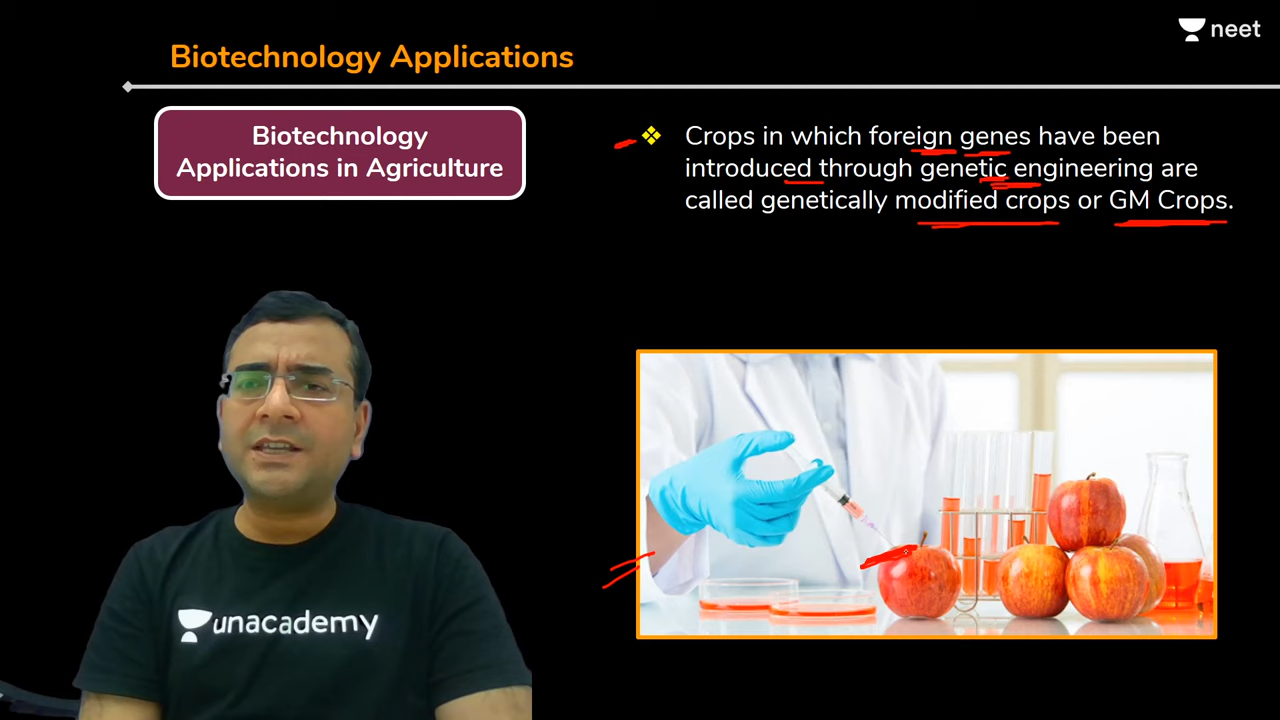 neet
Biotechnology Applications
Biotechnology
Applications in Agriculture
Crops in which foreign genes have been
introduced through genetic engineering are
called genetically modified crops or GM Crops.
unacademy